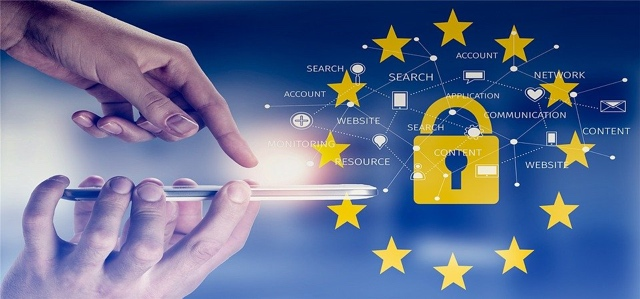 ACCOUNT
SEARCH
SEARCH
NETWORK
ACCOUNT
APPLICATION
WEBSITE
COMMUNICATION
SEARCH
CONTENT
MONITORING
CONTENT
RESOURCE
WEBSITE